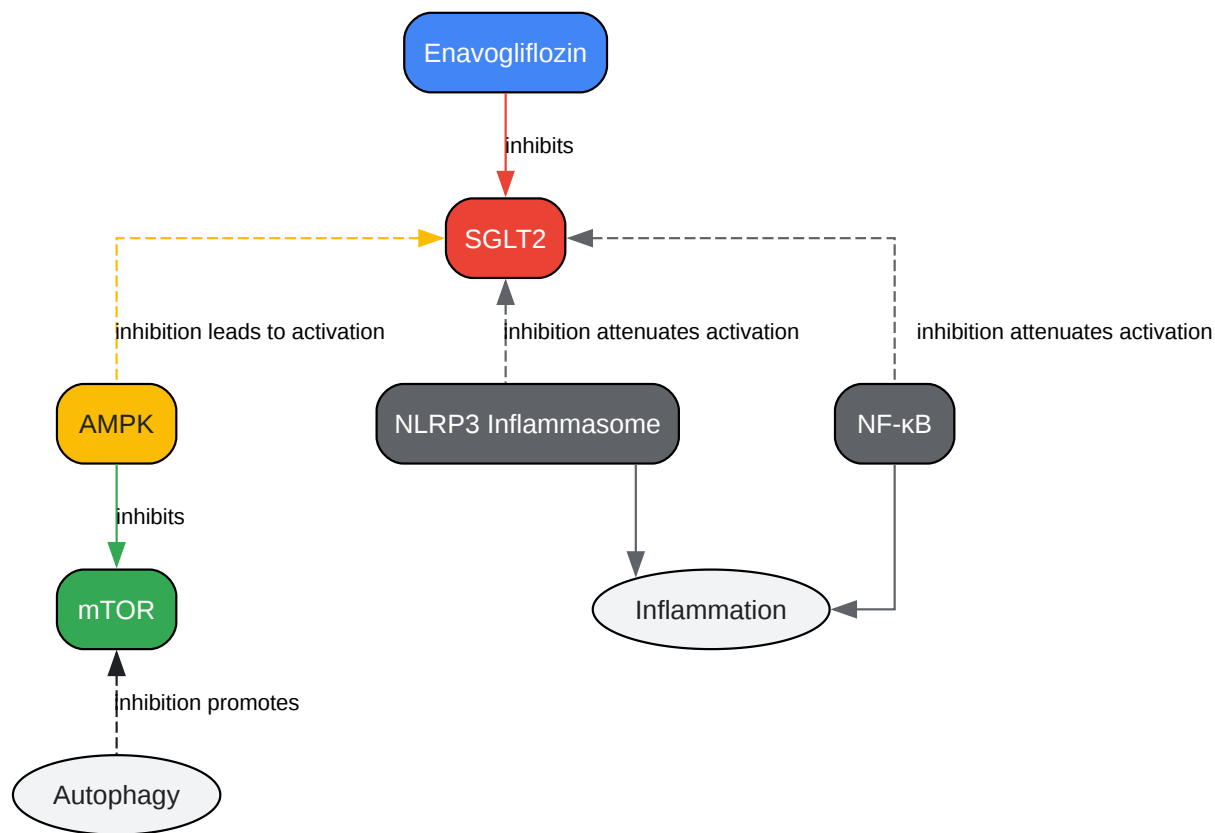 Enavogliflozin
inhibits
SGLT2
inhibition leads to activation
inhibition attenuates activation
inhibition attenuates activation
AMPK
NLRP3 Inflammasome
NF-κB
inhibits
mTOR
Inflammation
inhibition promotes
Autophagy